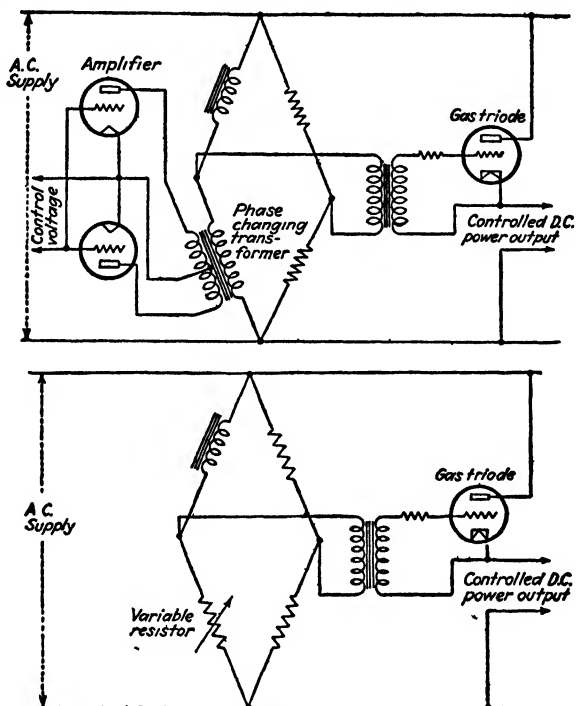 A.C.
Supply
Amplifier
Control
voltage
Phase
changing
trans-
former
Gas triode
Controlled D.C.
power output
A C.
Supply
Variable
resistor
Gas triode
Controlled D.C.
power output